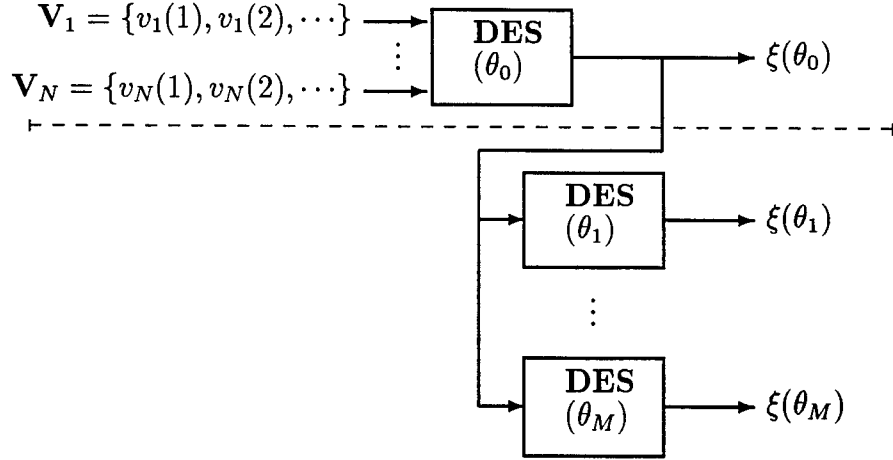 V₁ = {v₁(1), v₁(2), ⋯}
⋮
V_N = {v_N(1), v_N(2), ⋯}
DES
(θ₀)
ξ(θ₀)
DES
(θ₁)
ξ(θ₁)
⋮
DES
(θ_M)
ξ(θ_M)